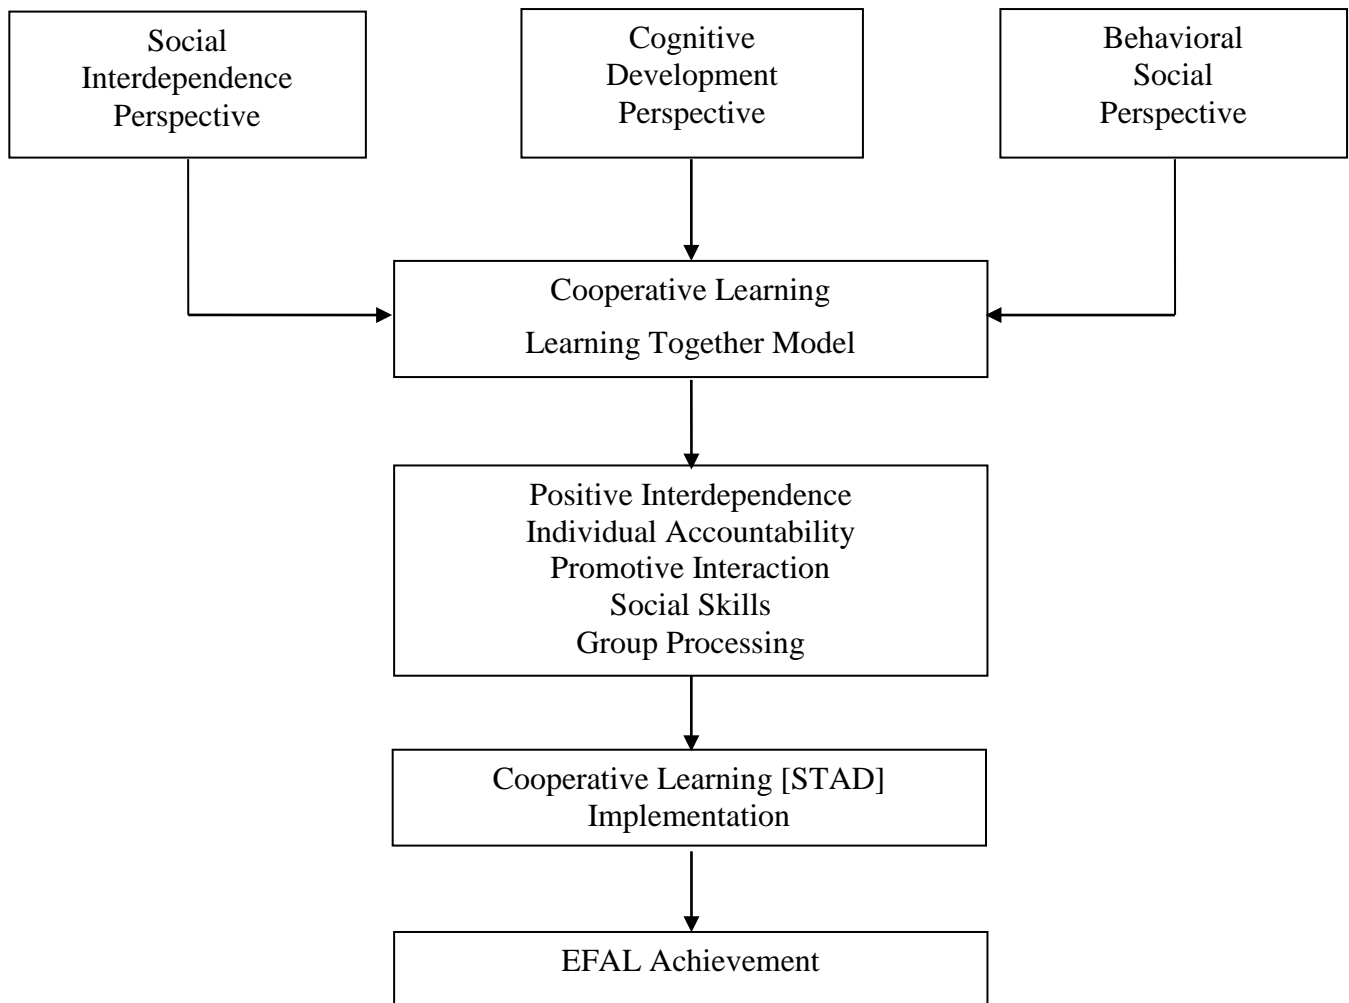 Social
Interdependence
Perspective
Cognitive
Development
Perspective
Behavioral
Social
Perspective
Cooperative Learning
Learning Together Model
Positive Interdependence
Individual Accountability
Promotive Interaction
Social Skills
Group Processing
Cooperative Learning [STAD]
Implementation
EFAL Achievement